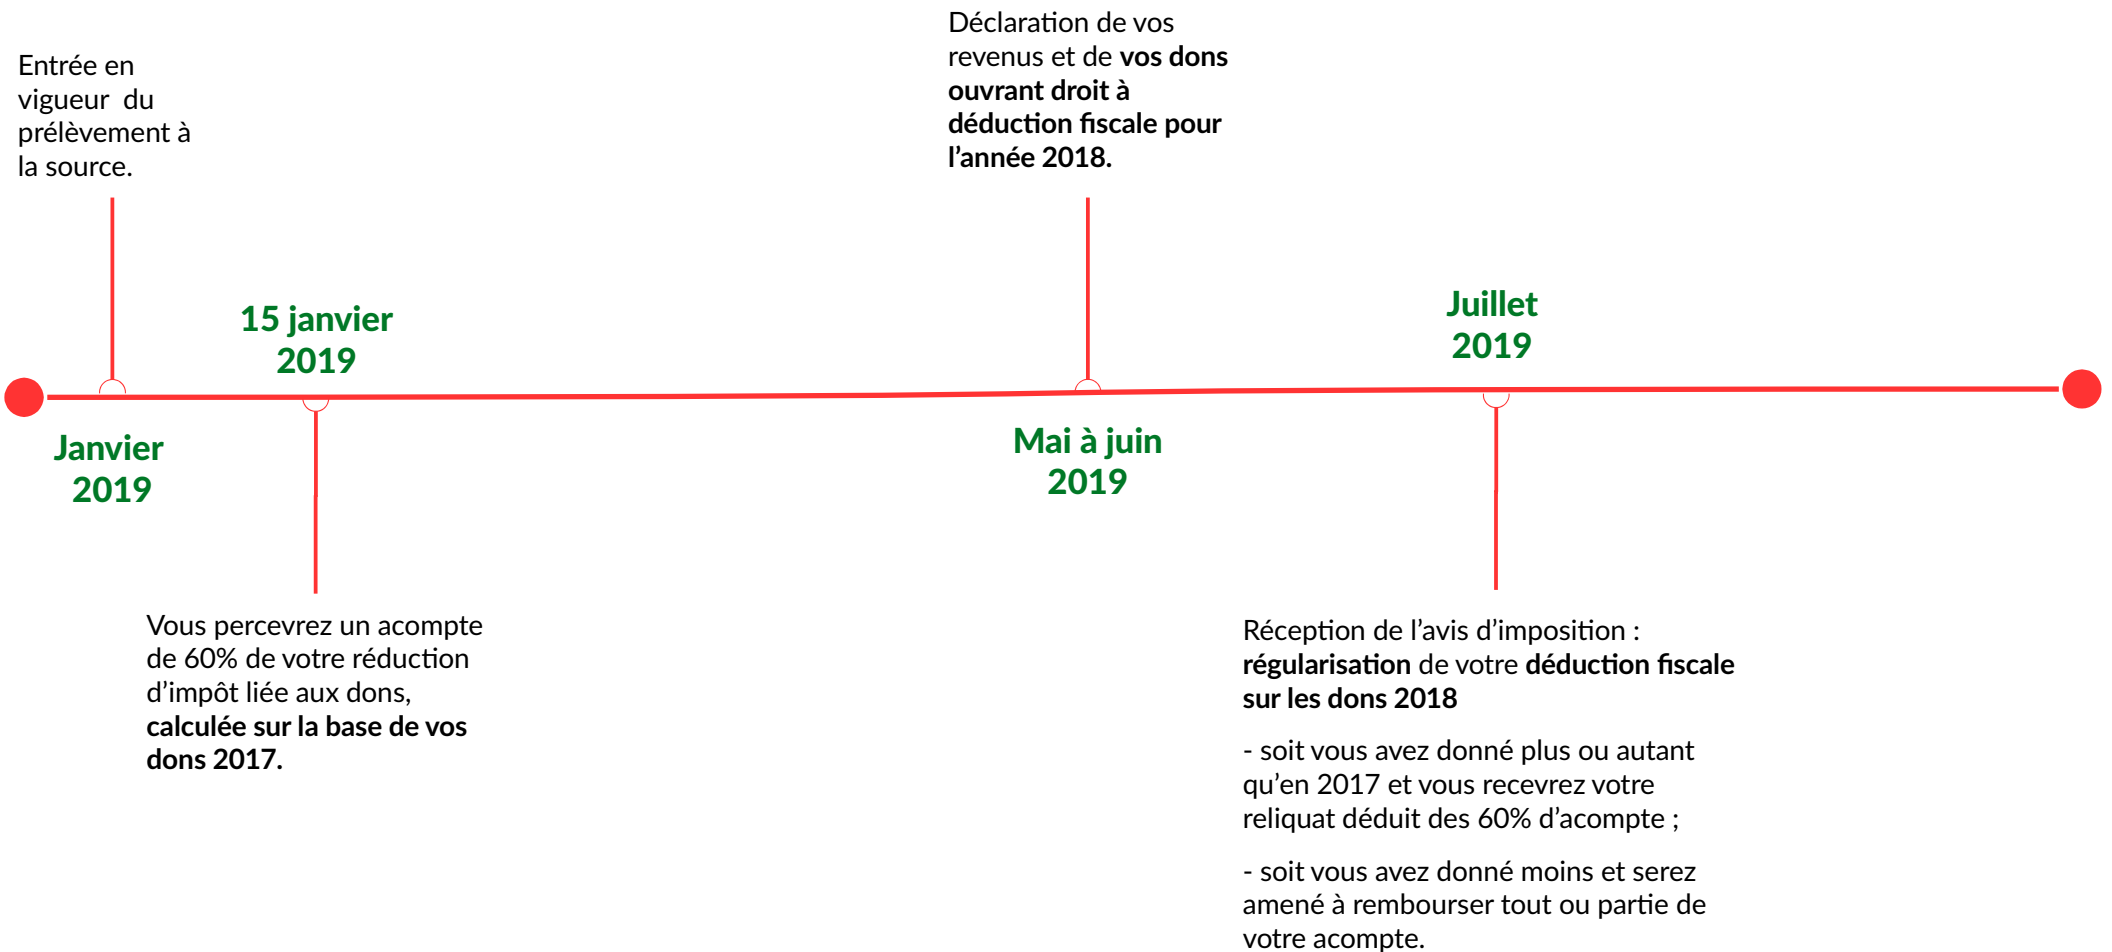 Entrée en
vigueur du
prélèvement à
la source.
Janvier
2019
15 janvier
2019
Vous percevrez un acompte
de 60% de votre réduction
d'impôt liée aux dons,
calculée sur la base de vos
dons 2017.
Déclaration de vos
revenus et de vos dons
ouvrant droit à
déduction fiscale pour
l'année 2018.
Mai à juin
2019
Juillet
2019
Réception de l'avis d'imposition :
régularisation de votre déduction fiscale
sur les dons 2018
- soit vous avez donné plus ou autant
qu'en 2017 et vous recevrez votre
reliquat déduit des 60% d'acompte ;
- soit vous avez donné moins et serez
amené à rembourser tout ou partie de
votre acompte.